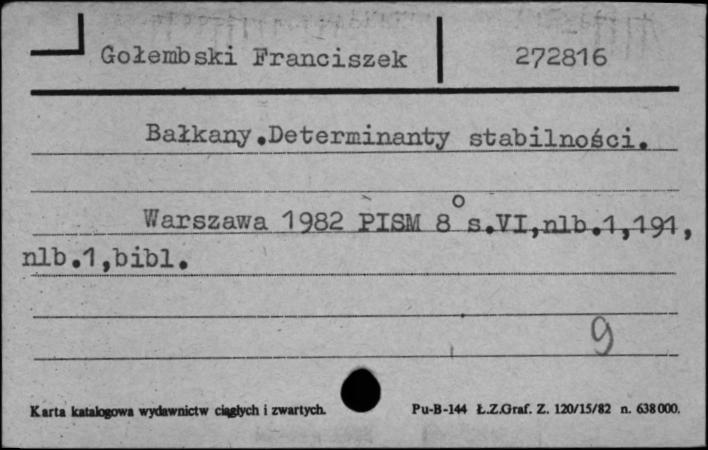 Gołembski Franciszek 272816
Bałkany.Determinanty stabilności.
Warszawa 1982 PISM 8° s.VI,nlb.1,191,
nlb.1,bibl.
9
Karta katalogowa wydawnictw ciągłych i zwartych. Pu-B-144 Ł.Z.Graf. Z. 120/15/82 n. 638000.